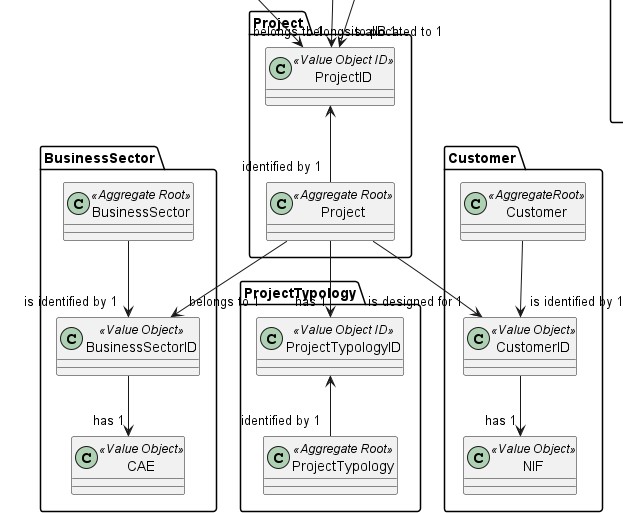 Project
belongs to 1
belongs to 1
is allocated to 1
«Value Object ID»
ProjectID
identified by 1
BusinessSector
Customer
«Aggregate Root»
BusinessSector
«Aggregate Root»
Project
«AggregateRoot»
Customer
ProjectTypology
is identified by 1
belongs to 1
has 1
is designed for 1
is identified by 1
«Value Object»
BusinessSectorID
«Value Object ID»
ProjectTypologyID
«Value Object»
CustomerID
has 1
identified by 1
has 1
«Value Object»
CAE
«Aggregate Root»
ProjectTypology
«Value Object»
NIF